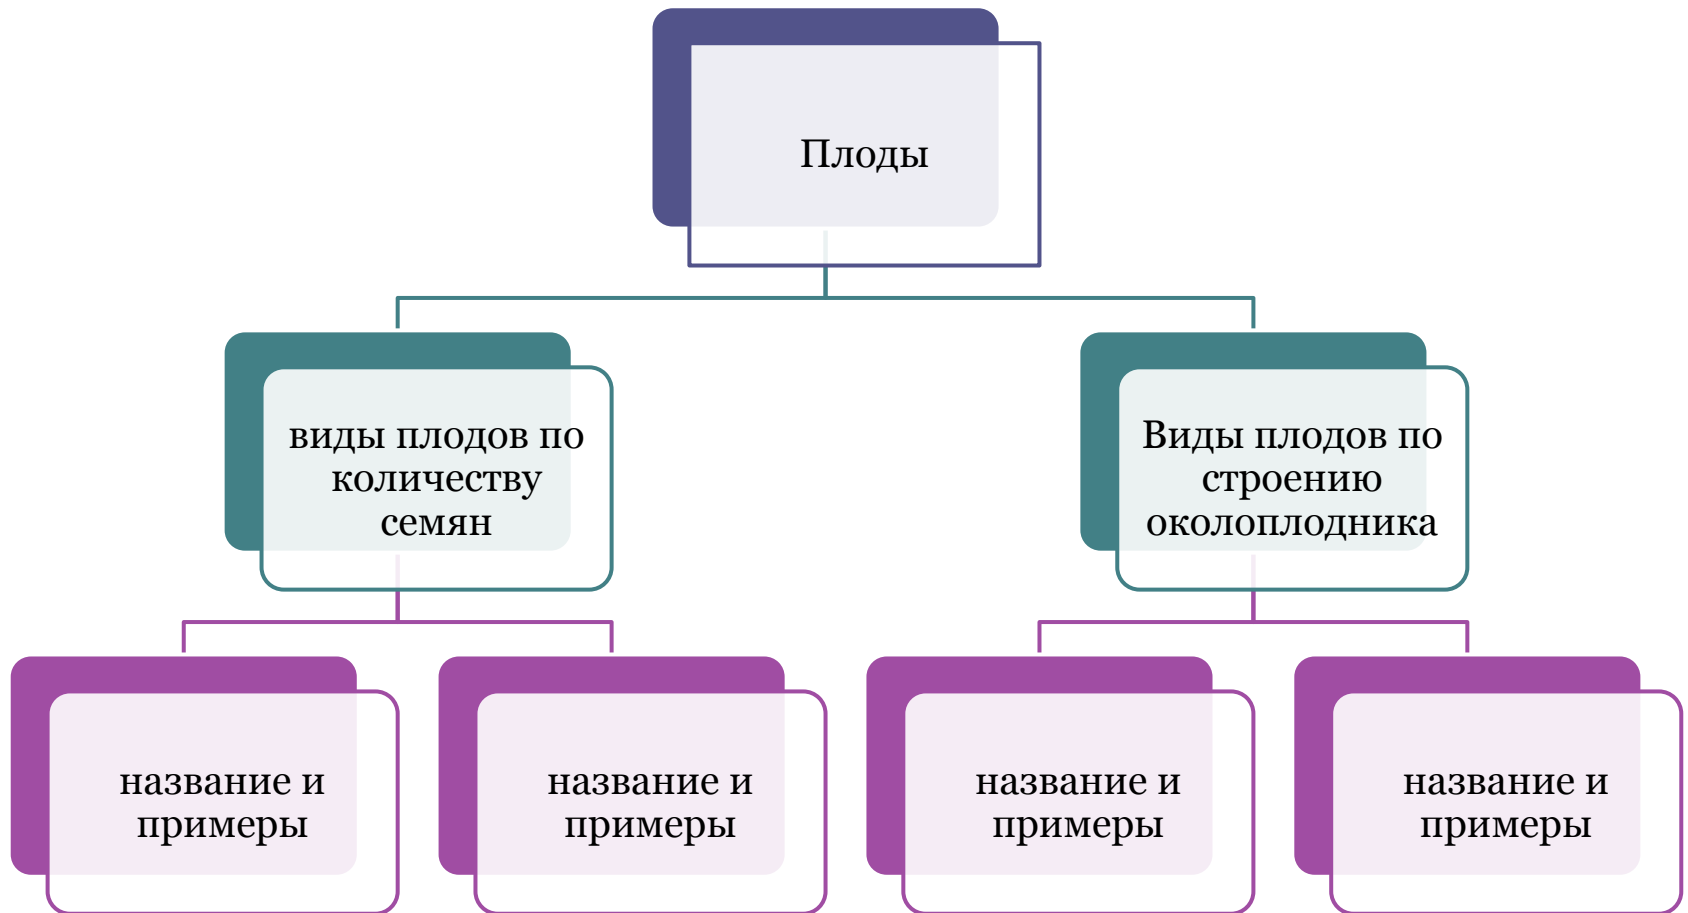 Плоды
виды плодов по
количеству
семян
Виды плодов по
строению
околоплодника
название и
примеры
название и
примеры
название и
примеры
название и
примеры